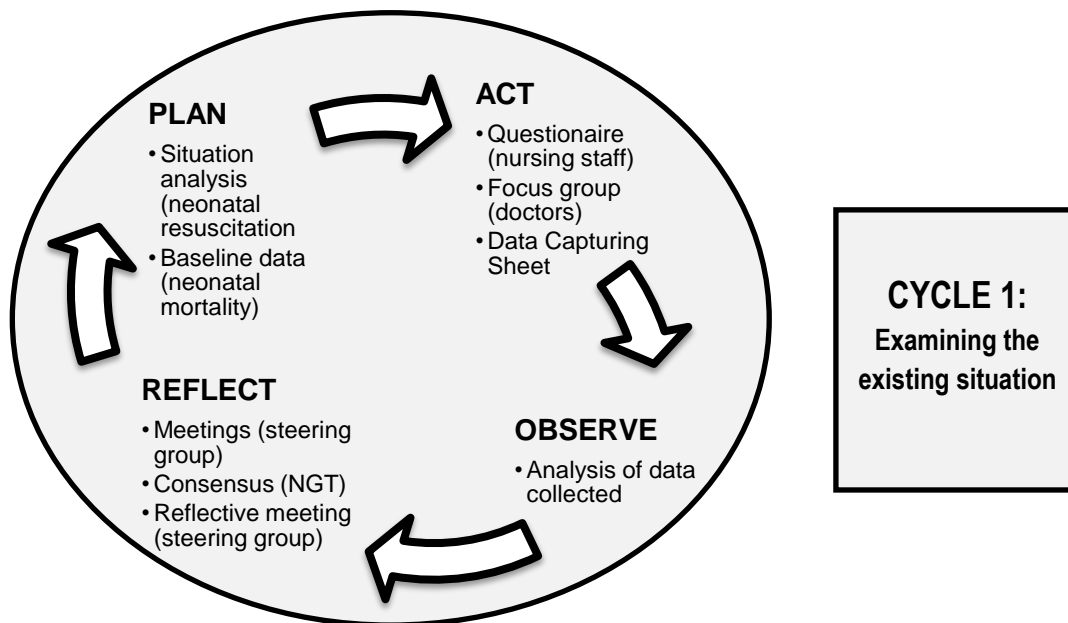 PLAN
• Situation
analysis
(neonatal
resuscitation
• Baseline data
(neonatal
mortality)
ACT
• Questionaire
(nursing staff)
• Focus group
(doctors)
• Data Capturing
Sheet
OBSERVE
• Analysis of data
collected
REFLECT
• Meetings (steering
group)
• Consensus (NGT)
• Reflective meeting
(steering group)
CYCLE 1:
Examining the
existing situation